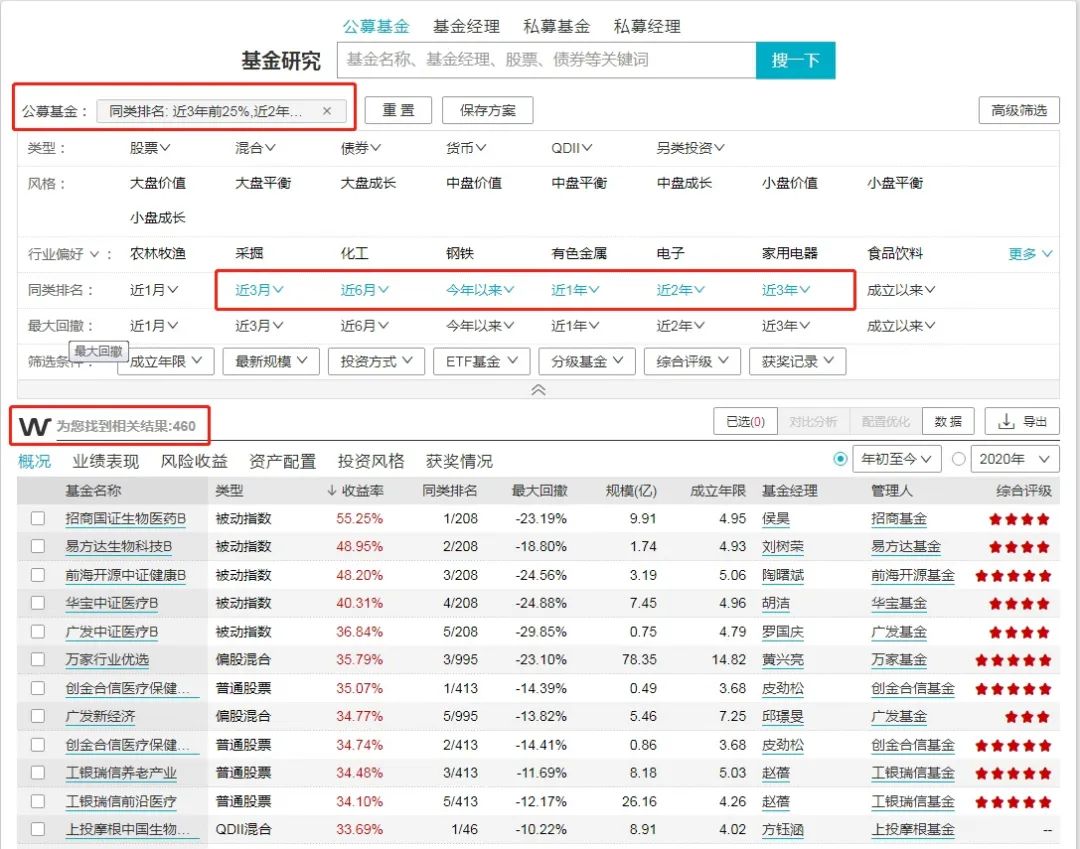 公募基金 基金经理 私募基金 私募经理
基金研究 基金名称、基金经理、股票、债券等关键词 搜一下
公募基金： 同类排名: 近3年前25%,近2年... × 重置 保存方案 高级筛选
类型： 股票 混合 债券 货币 QDII 另类投资
风格： 大盘价值 大盘平衡 大盘成长 中盘价值 中盘平衡 中盘成长 小盘价值 小盘平衡
小盘成长
行业偏好 ： 农林牧渔 采掘 化工 钢铁 有色金属 电子 家用电器 食品饮料 更多
同类排名： 近1月 近3月 近6月 今年以来 近1年 近2年 近3年 成立以来
最大回撤： 近1月 近3月 近6月 今年以来 近1年 近2年 近3年 成立以来
最大回撤
筛选条件： 成立年限 最新规模 投资方式 ETF基金 分级基金 综合评级 获奖记录
W 为您找到相关结果:460 已选(0) 对比分析 配置优化 数据 导出
概况 业绩表现 风险收益 资产配置 投资风格 获奖情况 年初至今 2020年
基金名称 类型 ↓收益率 同类排名 最大回撤 规模(亿) 成立年限 基金经理 管理人 综合评级
招商国证生物医药B 被动指数 55.25% 1/208 -23.19% 9.91 4.95 侯昊 招商基金 ★★★★
易方达生物科技B 被动指数 48.95% 2/208 -18.80% 1.74 4.93 刘树荣 易方达基金 ★★★★
前海开源中证健康B 被动指数 48.20% 3/208 -24.56% 3.19 5.06 陶曙斌 前海开源基金 ★★★★★
华宝中证医疗B 被动指数 40.31% 4/208 -24.88% 7.45 4.96 胡洁 华宝基金 ★★★★
广发中证医疗B 被动指数 36.84% 5/208 -29.85% 0.75 4.79 罗国庆 广发基金 ★★★★
万家行业优选 偏股混合 35.79% 3/995 -23.10% 78.35 14.82 黄兴亮 万家基金 ★★★★★
创金合信医疗保健... 普通股票 35.07% 1/413 -14.39% 0.49 3.68 皮劲松 创金合信基金 ★★★★★
广发新经济 偏股混合 34.77% 5/995 -13.82% 5.46 7.25 邱璟旻 广发基金 ★★★
创金合信医疗保健... 普通股票 34.74% 2/413 -14.41% 0.86 3.68 皮劲松 创金合信基金 ★★★★★
工银瑞信养老产业 普通股票 34.48% 3/413 -11.69% 8.18 5.03 赵蓓 工银瑞信基金 ★★★★★
工银瑞信前沿医疗 普通股票 34.10% 5/413 -12.17% 26.16 4.26 赵蓓 工银瑞信基金 ★★★★★
上投摩根中国生物... QDII混合 33.69% 1/46 -10.22% 8.91 4.02 方钰涵 上投摩根基金 --